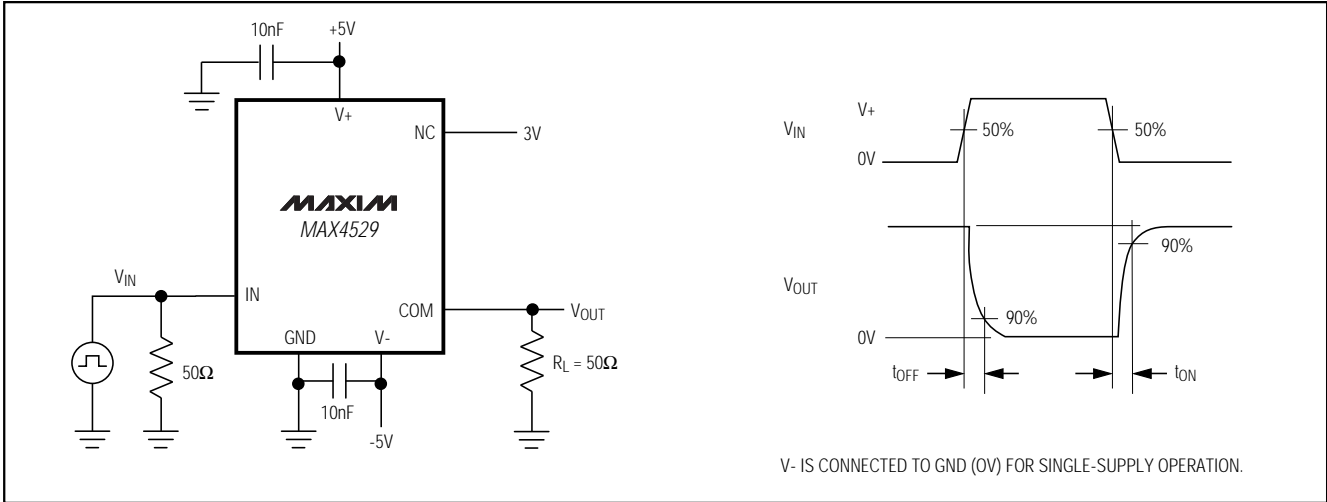 10nF
+5V
V+
NC
3V
MAXIM
MAX4529
VIN
IN
COM
VOUT
GND
V-
50Ω
10nF
-5V
RL = 50Ω
V+
VIN
50%
50%
0V
90%
VOUT
90%
0V
tOFF
tON
V- IS CONNECTED TO GND (OV) FOR SINGLE-SUPPLY OPERATION.